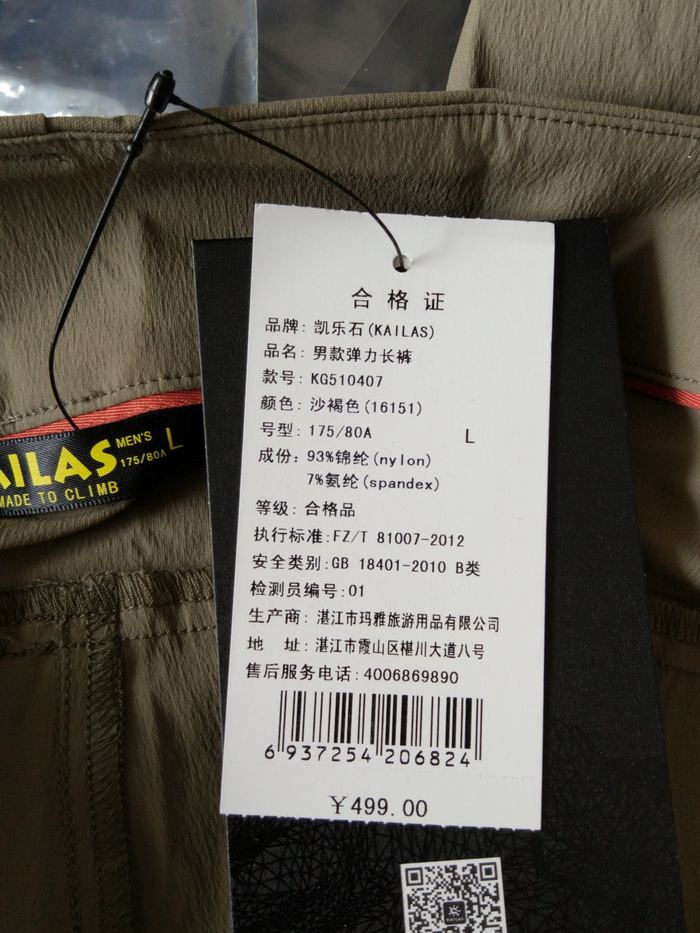 合格证
品牌: 凯乐石(KAILAS)
品名: 男款弹力长裤
款号: KG510407
颜色: 沙褐色(16151)
号型: 175/80A L
成份: 93%锦纶(nylon)
7%氨纶(spandex)
等级: 合格品
执行标准:FZ/T 81007-2012
安全类别:GB 18401-2010 B类
检测员编号:01
生产商: 湛江市玛雅旅游用品有限公司
地 址: 湛江市霞山区椹川大道八号
售后服务电话: 4006869890
6 937254 206824
￥499.00
AILAS MEN'S L
175/80A
MADE TO CLIMB
KAILAS